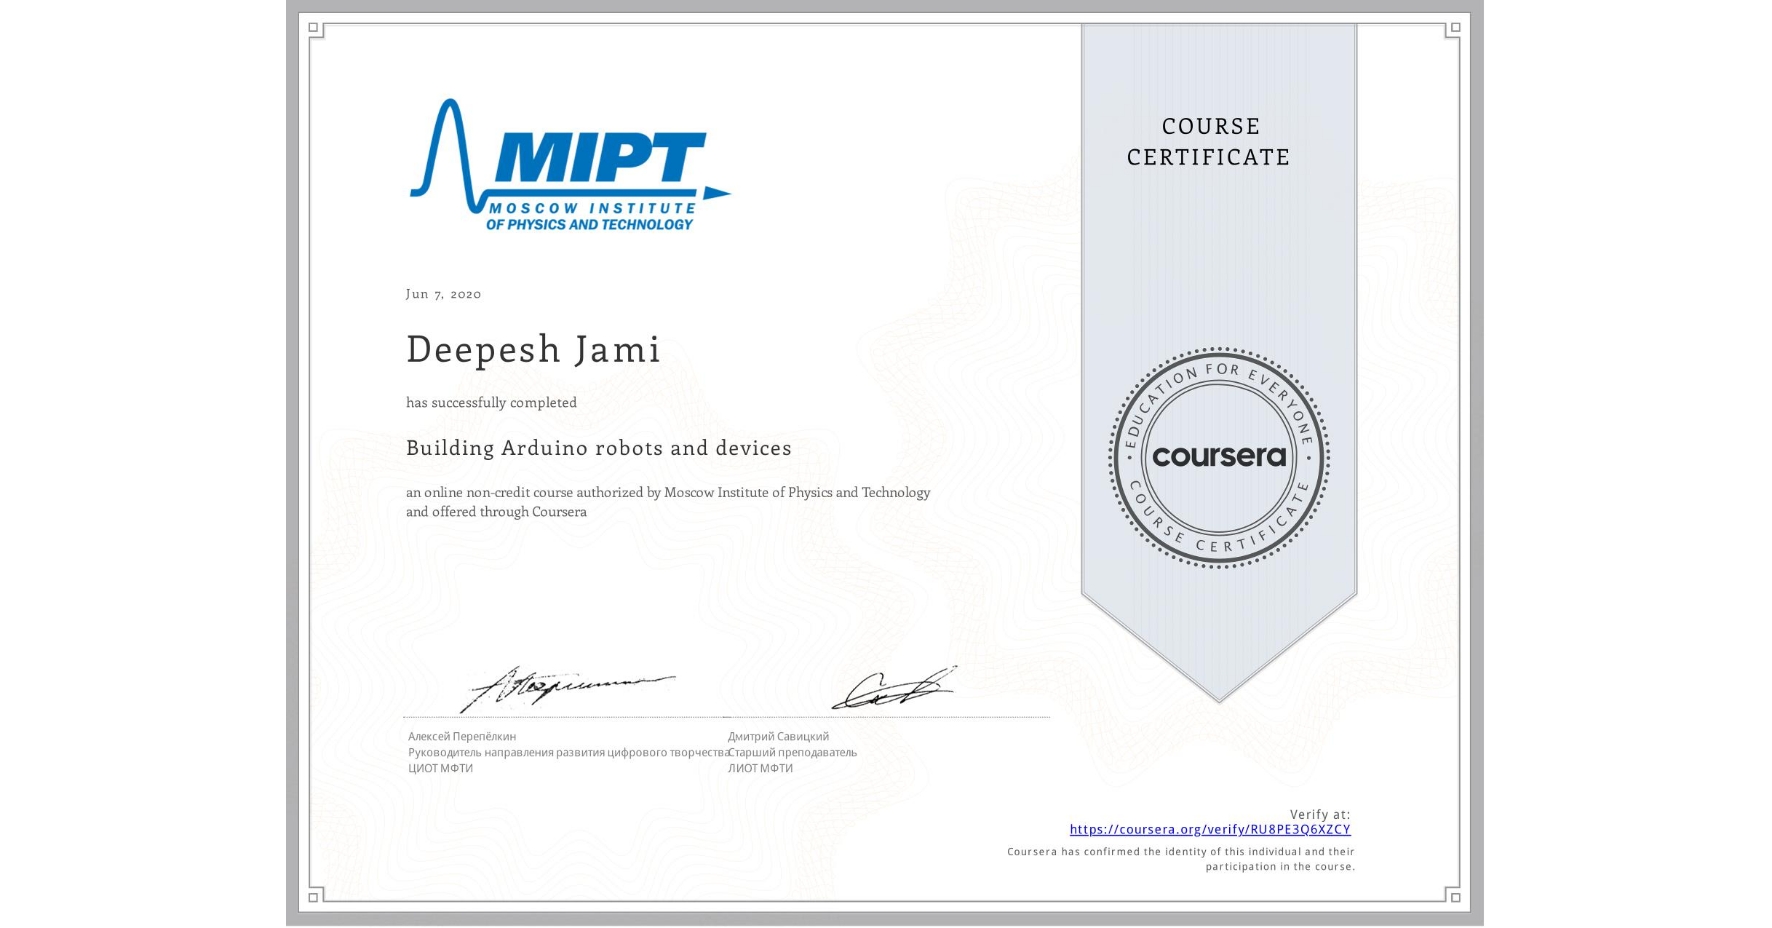 MIPT
MOSCOW INSTITUTE
OF PHYSICS AND TECHNOLOGY
COURSE
CERTIFICATE
Jun 7, 2020
Deepesh Jami
has successfully completed
Building Arduino robots and devices
an online non-credit course authorized by Moscow Institute of Physics and Technology
and offered through Coursera
EDUCATION FOR EVERYONE
coursera
COURSE CERTIFICATE
Алексей Перепёлкин
Руководитель направления развития цифрового творчества
ЦИОТ МФТИ
Дмитрий Савицкий
Старший преподаватель
ЛИОТ МФТИ
Verify at:
https://coursera.org/verify/RU8PE3Q6XZCY
Coursera has confirmed the identity of this individual and their
participation in the course.